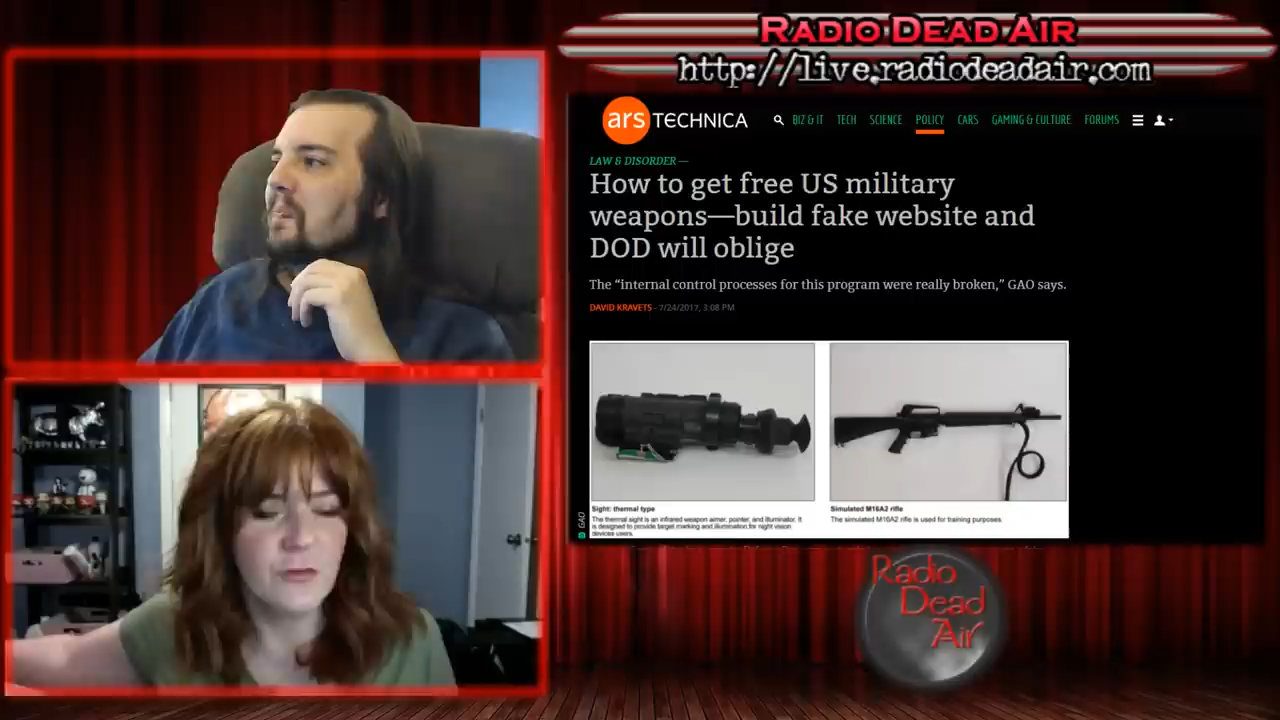 RADIO DEAD AIR
http://live.radiodeadair.com
ars TECHNICA
BIZ & IT TECH SCIENCE POLICY CARS GAMING & CULTURE FORUMS
LAW & DISORDER —
How to get free US military
weapons—build fake website and
DOD will oblige
The “internal control processes for this program were really broken,” GAO says.
DAVID KRAVETS - 7/24/2017, 3:08 PM
GAO
Sight: thermal type
The thermal sight is an infrared weapon aimer, pointer, and illuminator. It
is designed to provide target marking and illumination for night vision
devices users.
Simulated M16A2 rifle
The simulated M16A2 rifle is used for training purposes.
Radio
Dead
Air